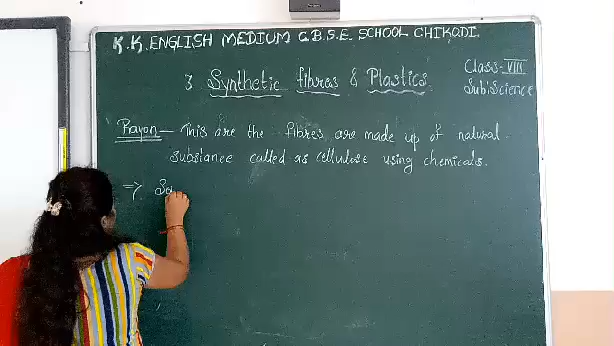 K.K. ENGLISH MEDIUM C.B.S.E. SCHOOL CHIKODI.
Class:- VIII
3 Synthetic fibres & Plastics.
Sub:Science
Rayon - This are the Fibres are made up of natural
substance called as cellulose using chemicals.
⇒